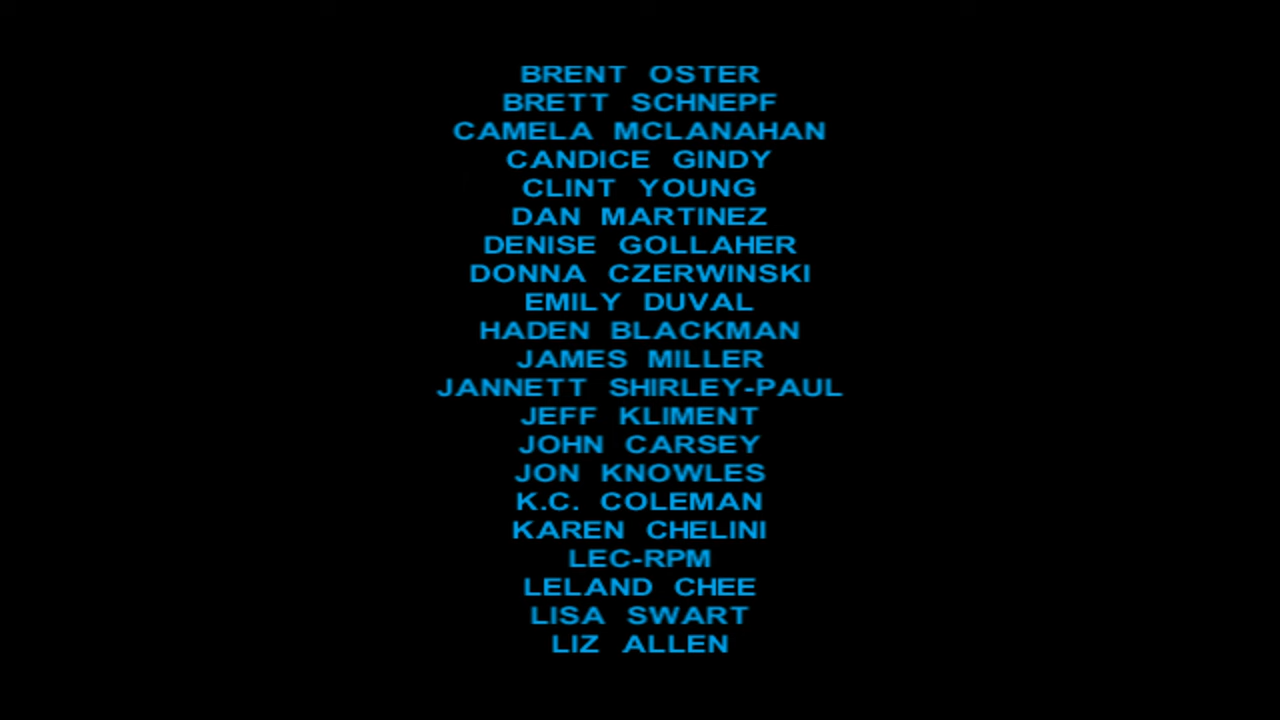 BRENT OSTER
BRETT SCHNEPF
CAMELA MCLANAHAN
CANDICE GINDY
CLINT YOUNG
DAN MARTINEZ
DENISE GOLLAHER
DONNA CZERWINSKI
EMILY DUVAL
HADEN BLACKMAN
JAMES MILLER
JANNETT SHIRLEY-PAUL
JEFF KLIMENT
JOHN CARSEY
JON KNOWLES
K.C. COLEMAN
KAREN CHELINI
LEC-RPM
LELAND CHEE
LISA SWART
LIZ ALLEN